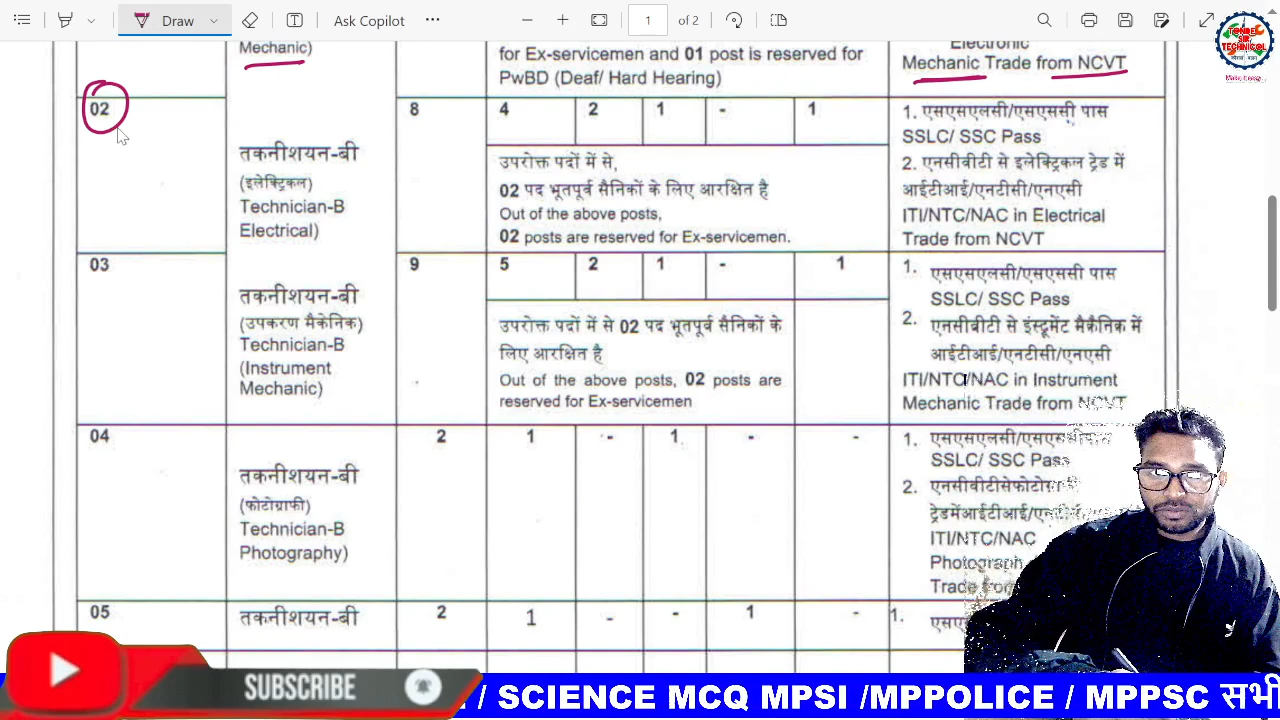 Draw
Ask Copilot
1
of 2
TONDE SIR TECHNICAL
Mechanic)
for Ex-servicemen and 01 post is reserved for
PwBD (Deaf/ Hard Hearing)
Electronic
Mechanic Trade from NCVT
02
तकनीशयन-बी
(इलेक्ट्रिकल)
Technician-B
Electrical)
8
4 2 1 - 1
उपरोक्त पदों में से,
02 पद भूतपूर्व सैनिकों के लिए आरक्षित है
Out of the above posts,
02 posts are reserved for Ex-servicemen.
1. एसएसएलसी/एसएससी पास
SSLC/ SSC Pass
2. एनसीवीटी से इलेक्ट्रिकल ट्रेड में
आईटीआई/एनटीसी/एनएसी
ITI/NTC/NAC in Electrical
Trade from NCVT
03
तकनीशयन-बी
(उपकरण मैकेनिक)
Technician-B
(Instrument
Mechanic)
9
5 2 1 - 1
उपरोक्त पदों में से 02 पद भूतपूर्व सैनिकों के
लिए आरक्षित है
Out of the above posts, 02 posts are
reserved for Ex-servicemen
1. एसएसएलसी/एसएससी पास
SSLC/ SSC Pass
2. एनसीवीटी से इंस्ट्रूमेंट मैकैनिक में
आईटीआई/एनटीसी/एनएसी
ITI/NTC/NAC in Instrument
Mechanic Trade from NCVT
04
तकनीशयन-बी
(फोटोग्राफी)
Technician-B
Photography)
2
1 - 1 - -
1. एसएसएलसी/एसएससीपास
SSLC/ SSC Pass
2.
ITI/NTC/NAC
05
तकनीशयन-बी
2
1 - - 1 -
1.
SUBSCRIBE
/ SCIENCE MCQ MPSI /MPPOLICE / MPPSC सभी